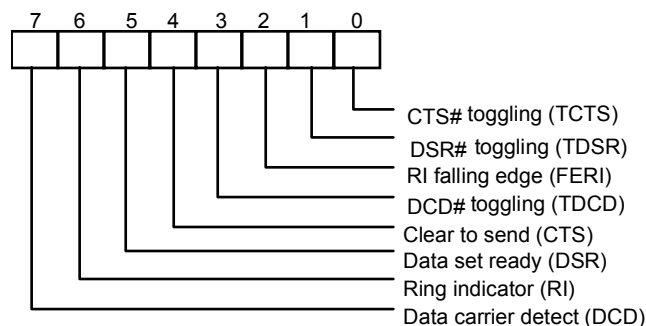 7 6 5 4 3 2 1 0
CTS# toggling (TCTS)
DSR# toggling (TDSR)
RI falling edge (FERI)
DCD# toggling (TDCD)
Clear to send (CTS)
Data set ready (DSR)
Ring indicator (RI)
Data carrier detect (DCD)